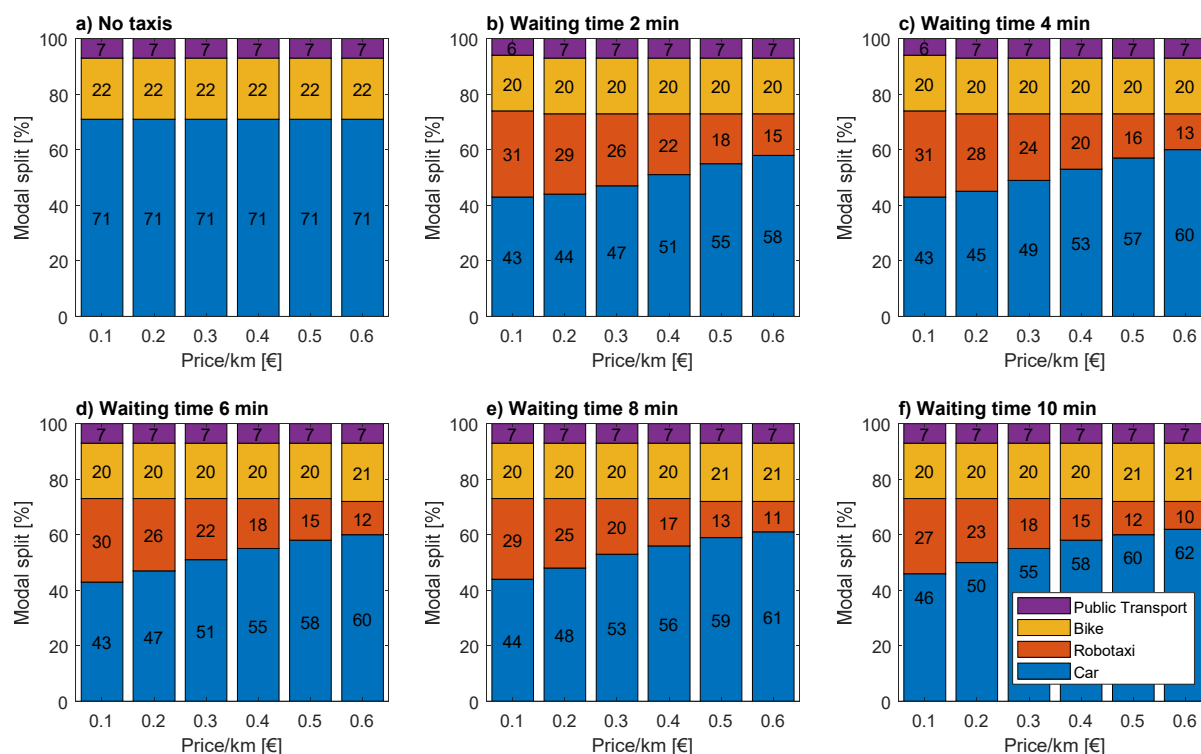 a) No taxis
Modal split [%]
100
80
60
40
20
0
7 7 7 7 7 7
22 22 22 22 22 22
71 71 71 71 71 71
0.1 0.2 0.3 0.4 0.5 0.6
Price/km [€]
b) Waiting time 2 min
Modal split [%]
100
80
60
40
20
0
6 7 7 7 7 7
20 20 20 20 20 20
31 29 26 22 18 15
43 44 47 51 55 58
0.1 0.2 0.3 0.4 0.5 0.6
Price/km [€]
c) Waiting time 4 min
Modal split [%]
100
80
60
40
20
0
6 7 7 7 7 7
20 20 20 20 20 20
31 28 24 20 16 13
43 45 49 53 57 60
0.1 0.2 0.3 0.4 0.5 0.6
Price/km [€]
d) Waiting time 6 min
Modal split [%]
100
80
60
40
20
0
7 7 7 7 7 7
20 20 20 20 20 21
30 26 22 18 15 12
43 47 51 55 58 60
0.1 0.2 0.3 0.4 0.5 0.6
Price/km [€]
e) Waiting time 8 min
Modal split [%]
100
80
60
40
20
0
7 7 7 7 7 7
20 20 20 20 21 21
29 25 20 17 13 11
44 48 53 56 59 61
0.1 0.2 0.3 0.4 0.5 0.6
Price/km [€]
f) Waiting time 10 min
Modal split [%]
100
80
60
40
20
0
7 7 7 7 7 7
20 20 20 20 21 21
27 23 18 15 12 10
46 50 55 58 60 62
Public Transport
Bike
Robotaxi
Car
0.1 0.2 0.3 0.4 0.5 0.6
Price/km [€]